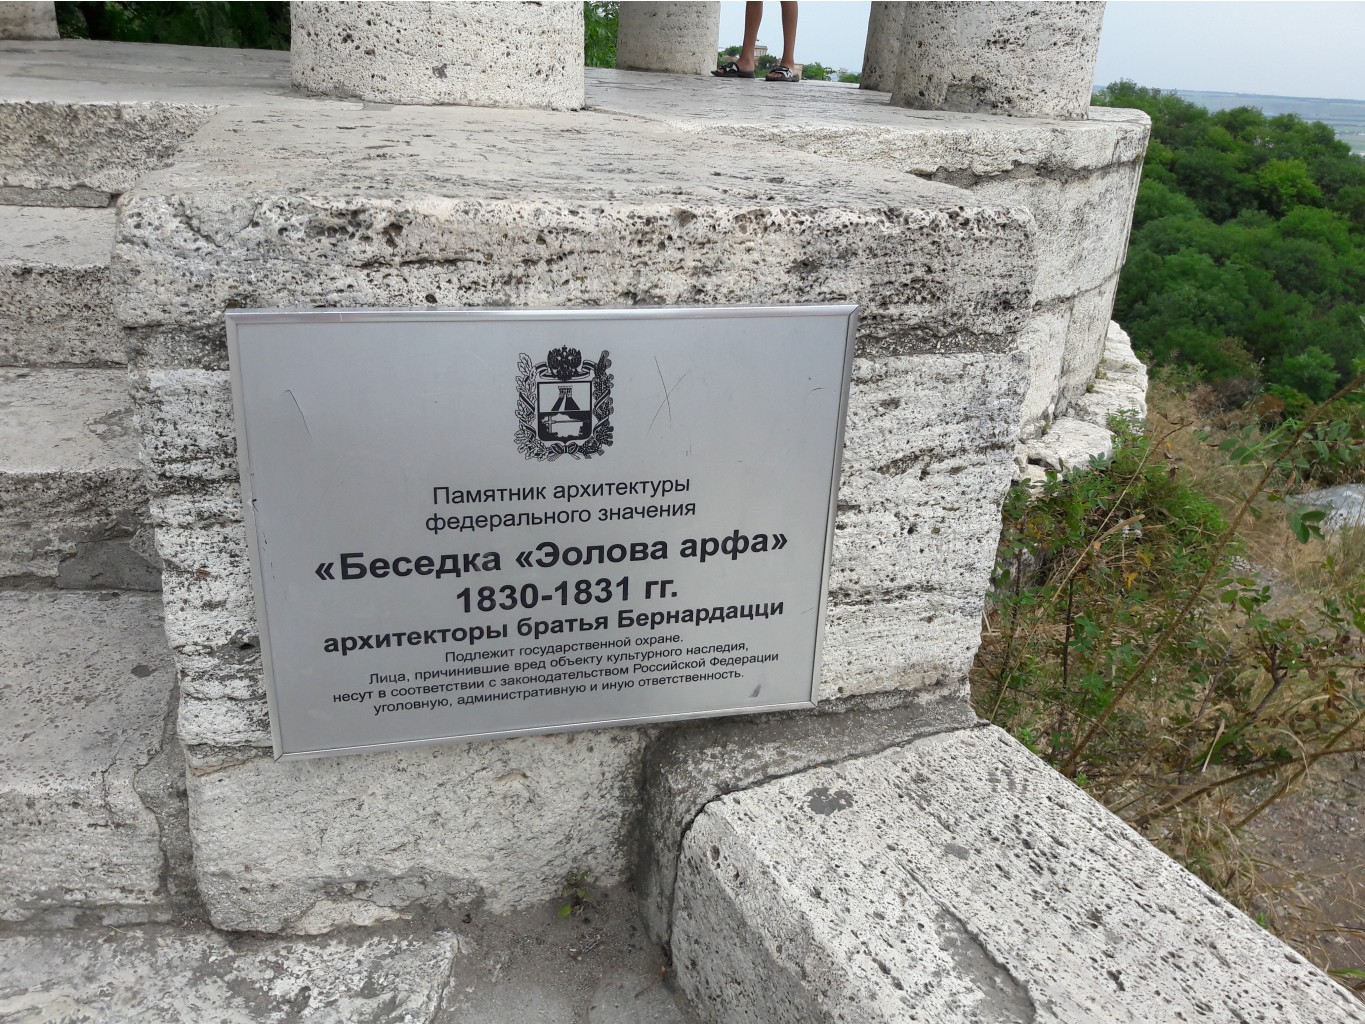 Памятник архитектуры
федерального значения
«Беседка «Эолова арфа»
1830-1831 гг.
архитекторы братья Бернардацци
Подлежит государственной охране.
Лица, причинившие вред объекту культурного наследия,
несут в соответствии с законодательством Российской Федерации
уголовную, административную и иную ответственность.